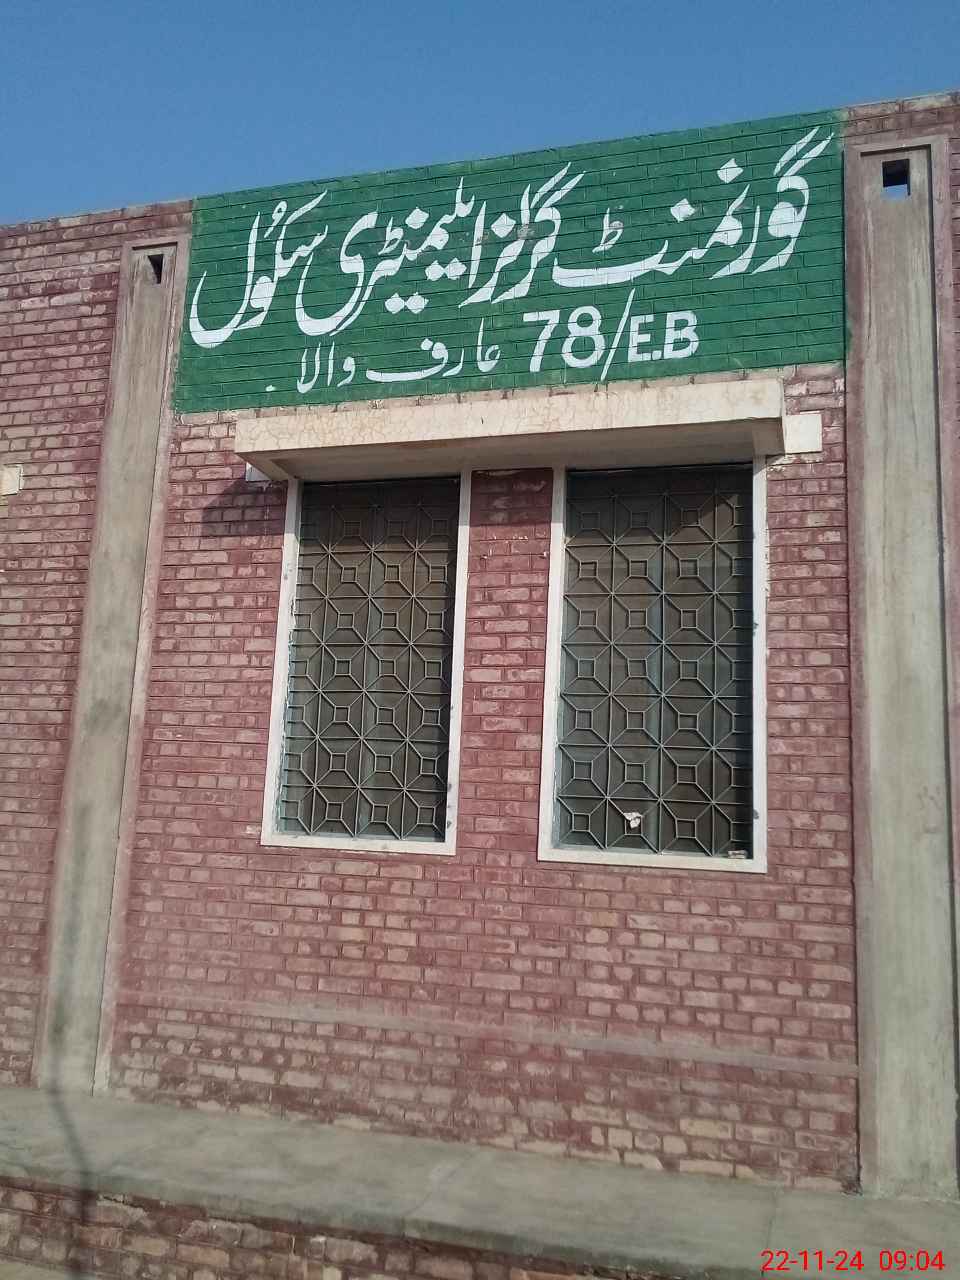 گورنمنٹ گرلز ایلیمنٹری سکول
78/E.B عارف والا
22-11-24 09:04